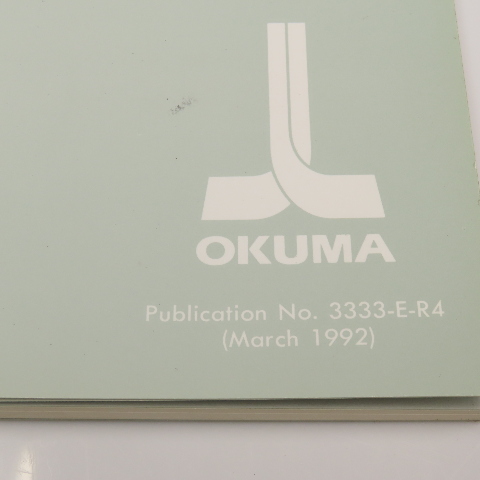 OKUMA
Publication No. 3333-E-R4
(March 1992)